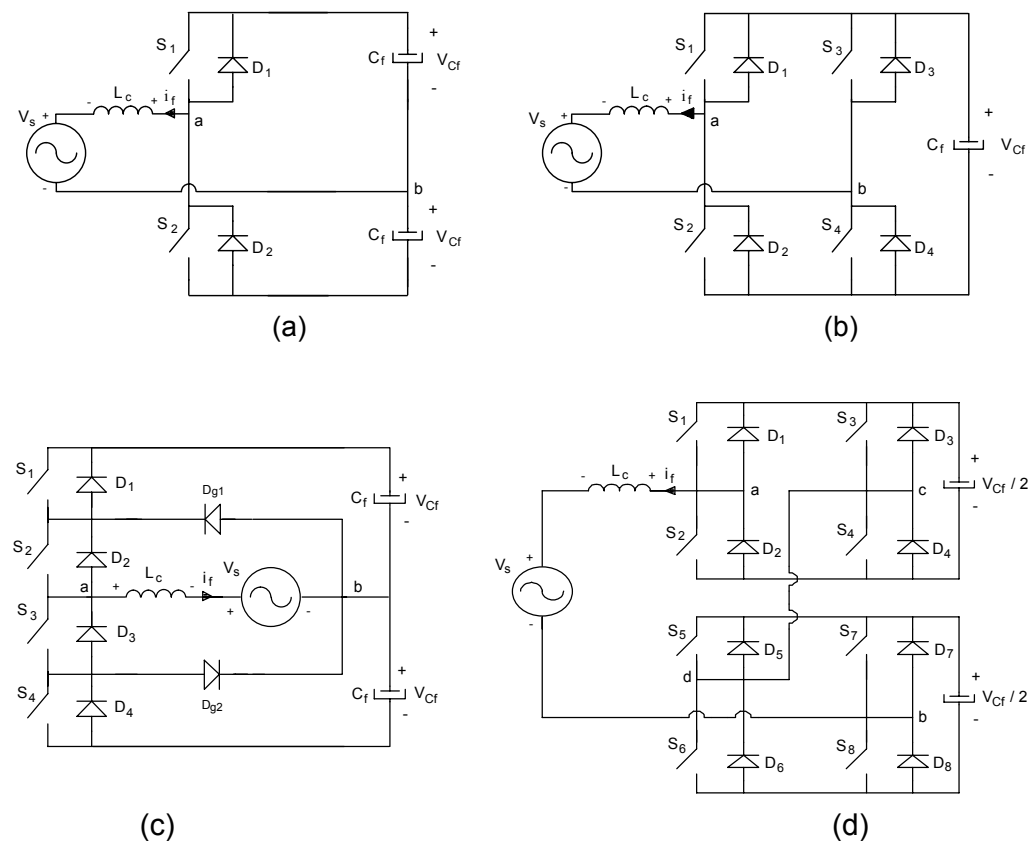 S1
D1
Cf
+
VCf
-
- Lc + if
a
Vs
+
-
b
S2
D2
Cf
+
VCf
-
(a)
S1
D1
S3
D3
- Lc + if
a
Vs
+
-
Cf
+
VCf
-
b
S2
D2
S4
D4
(b)
S1
D1
Dg1
Cf
+
VCf
-
S2
D2
a
+ Lc - if
Vs
+
-
b
S3
D3
S4
D4
Dg2
Cf
+
VCf
-
(c)
S1
D1
S3
D3
+
VCf / 2
-
- Lc + if
a
c
S2
D2
S4
D4
Vs
+
-
S5
D5
S7
D7
d
+
VCf / 2
-
b
S6
D6
S8
D8
(d)